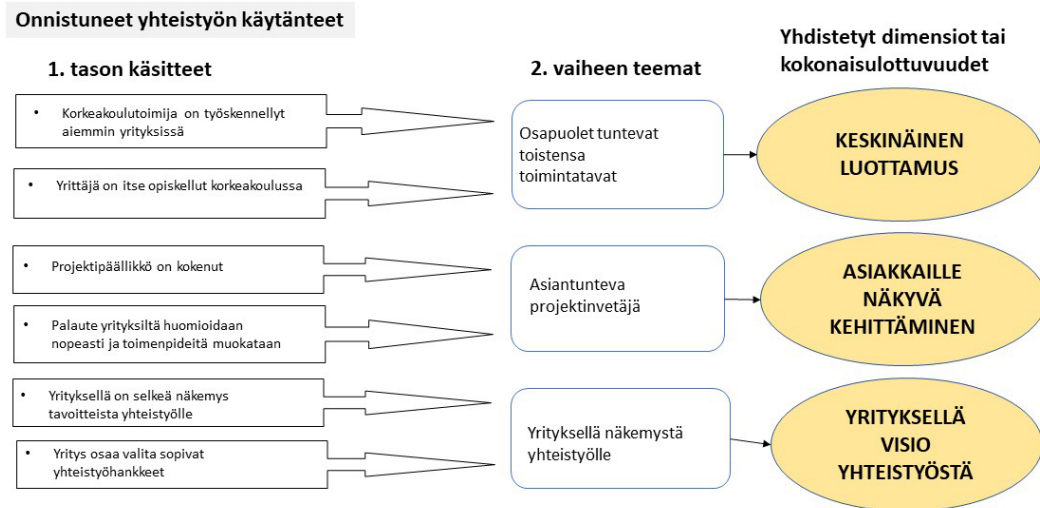 Onnistuneet yhteistyön käytänteet
1. tason käsitteet
2. vaiheen teemat
Yhdistetyt dimensiot tai
kokonaisulottuvuudet
• Korkeakoulutoimija on työskennellyt
aiemmin yrityksissä
• Yrittäjä on itse opiskellut korkeakoulussa
Osapuolet tuntevat
toistensa
toimintatavat
KESKINÄINEN
LUOTTAMUS
• Projektipäällikkö on kokenut
• Palaute yrityksiltä huomioidaan
nopeasti ja toimenpideitä muokataan
Asiantunteva
projektinvetäjä
ASIAKKAILLE
NÄKYVÄ
KEHITTÄMINEN
• Yrityksellä on selkeä näkemys
tavoitteista yhteistyölle
• Yritys osaa valita sopivat
yhteistyöhankkeet
Yrityksellä näkemystä
yhteistyölle
YRITYKSELLÄ
VISIO
YHTEISTYÖSTÄ